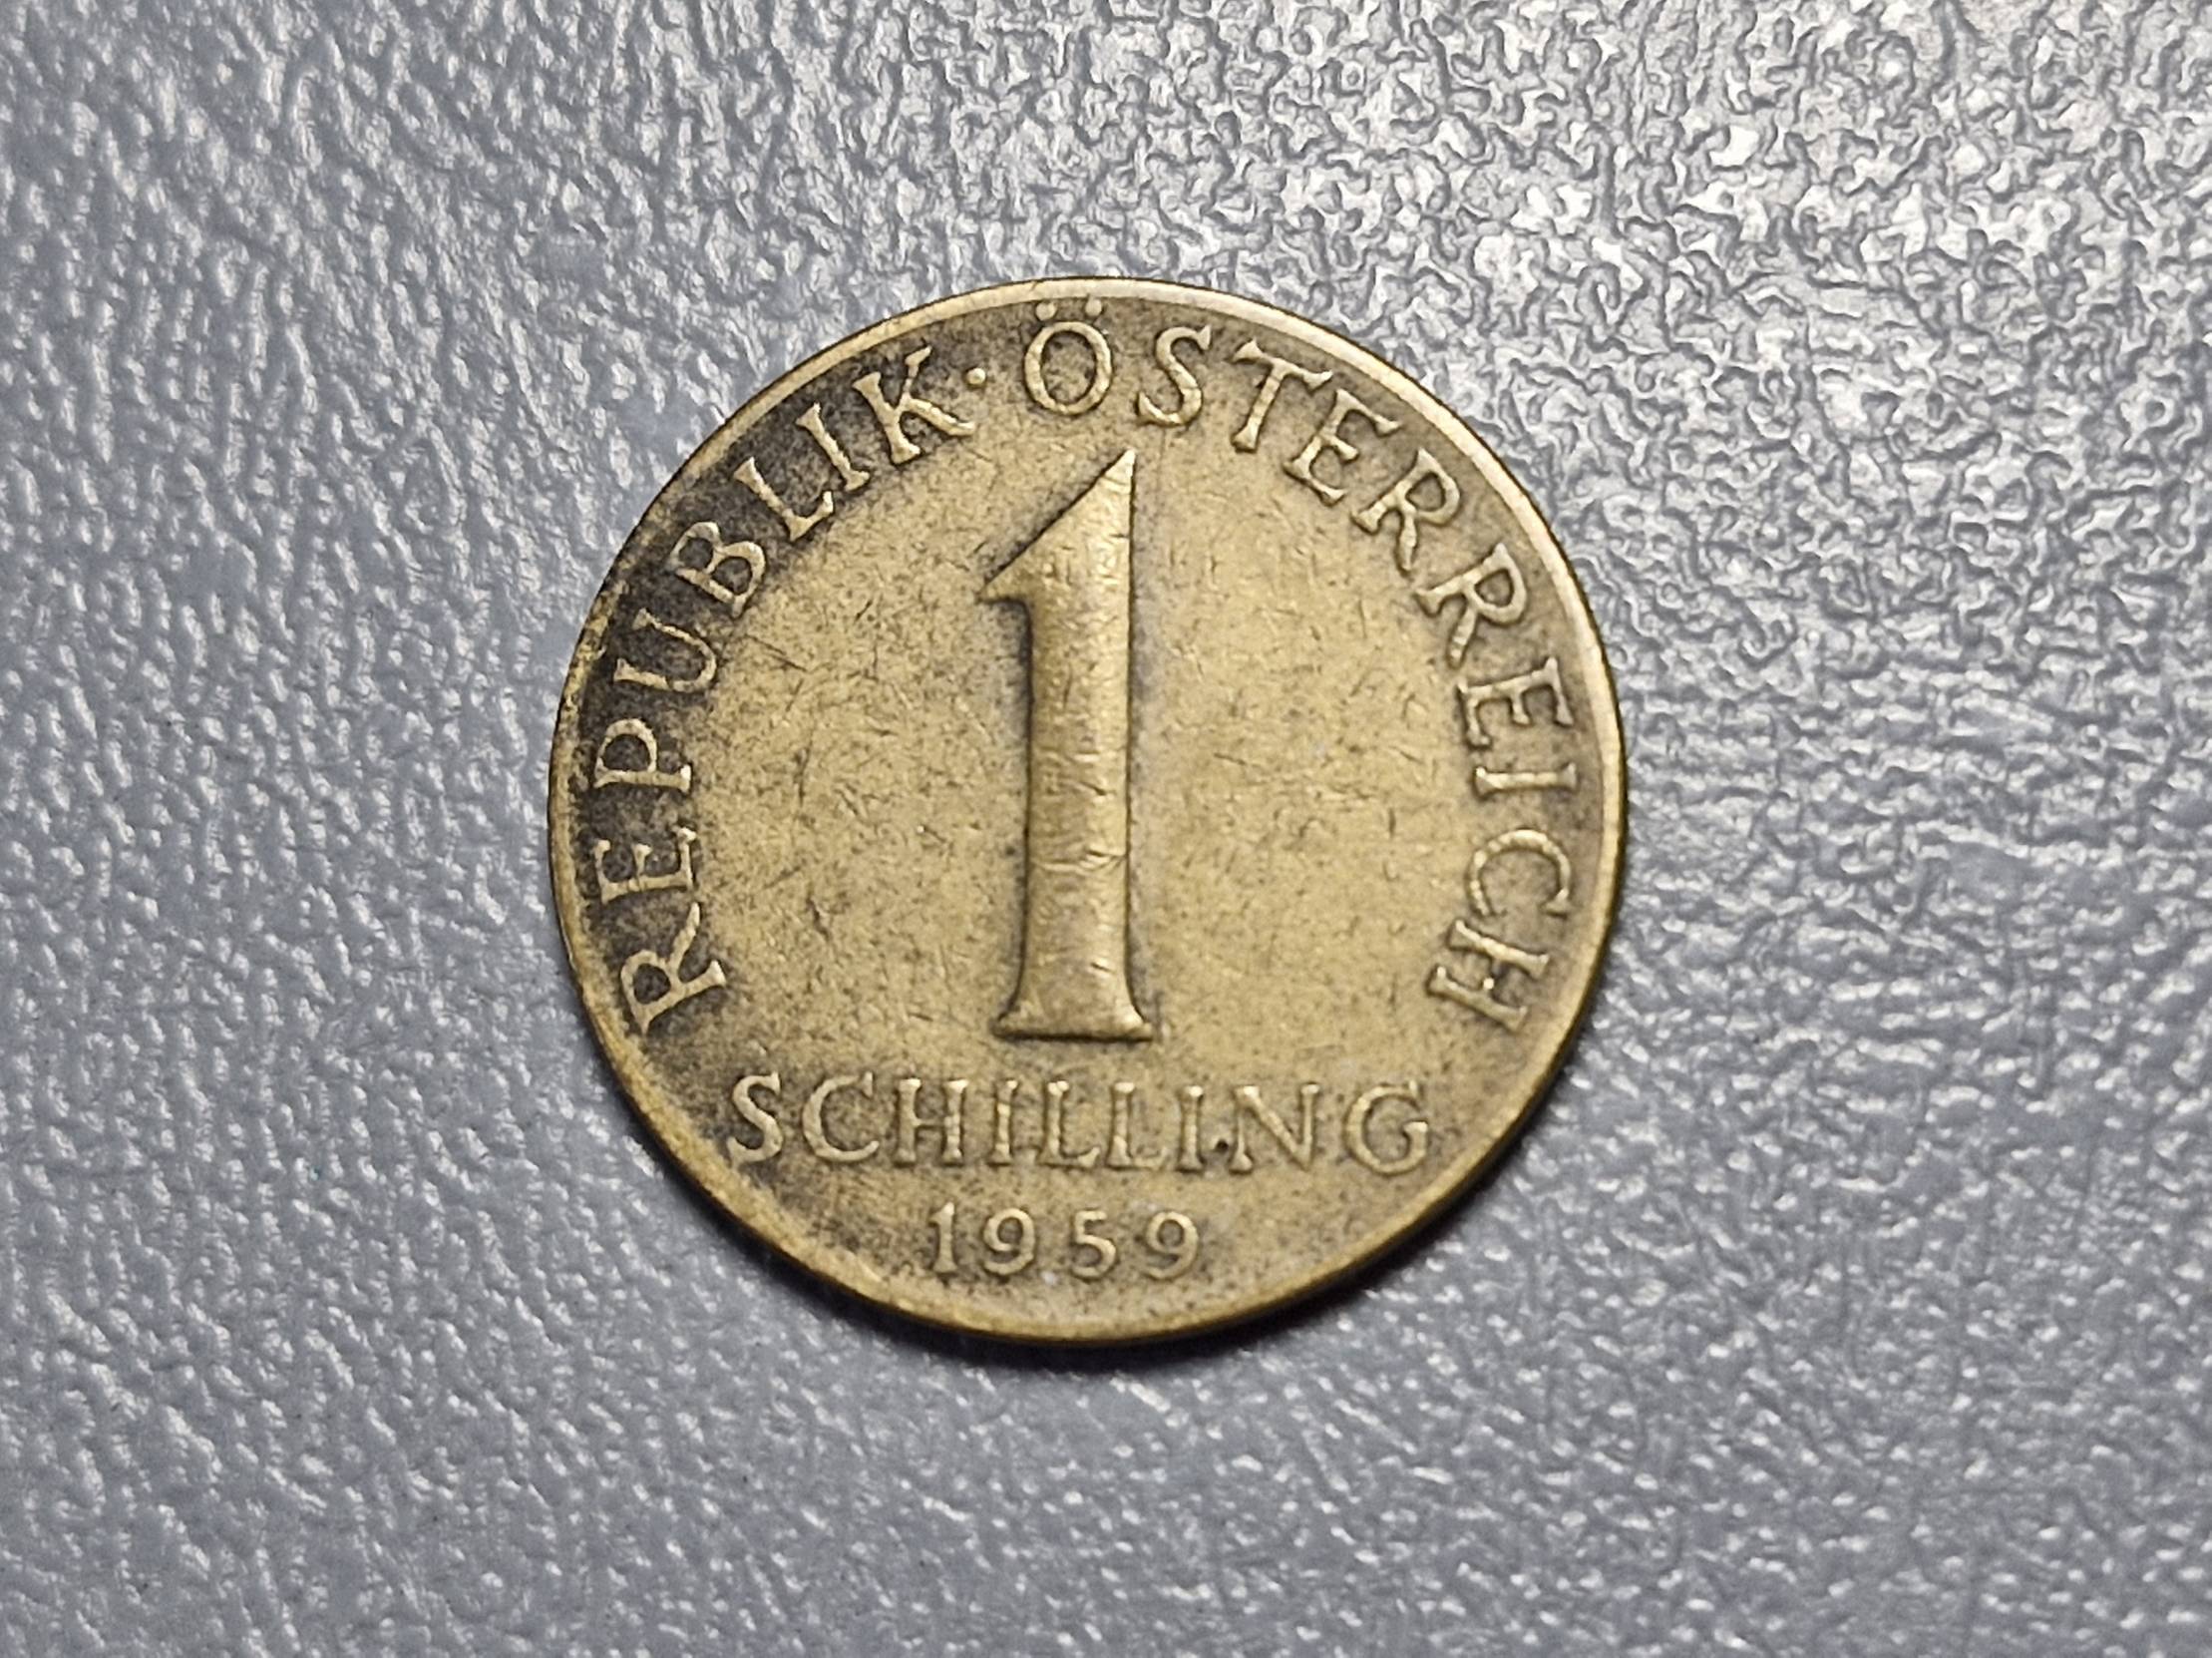 REPUBLIK · ÖSTERREICH
1
SCHILLING
1959